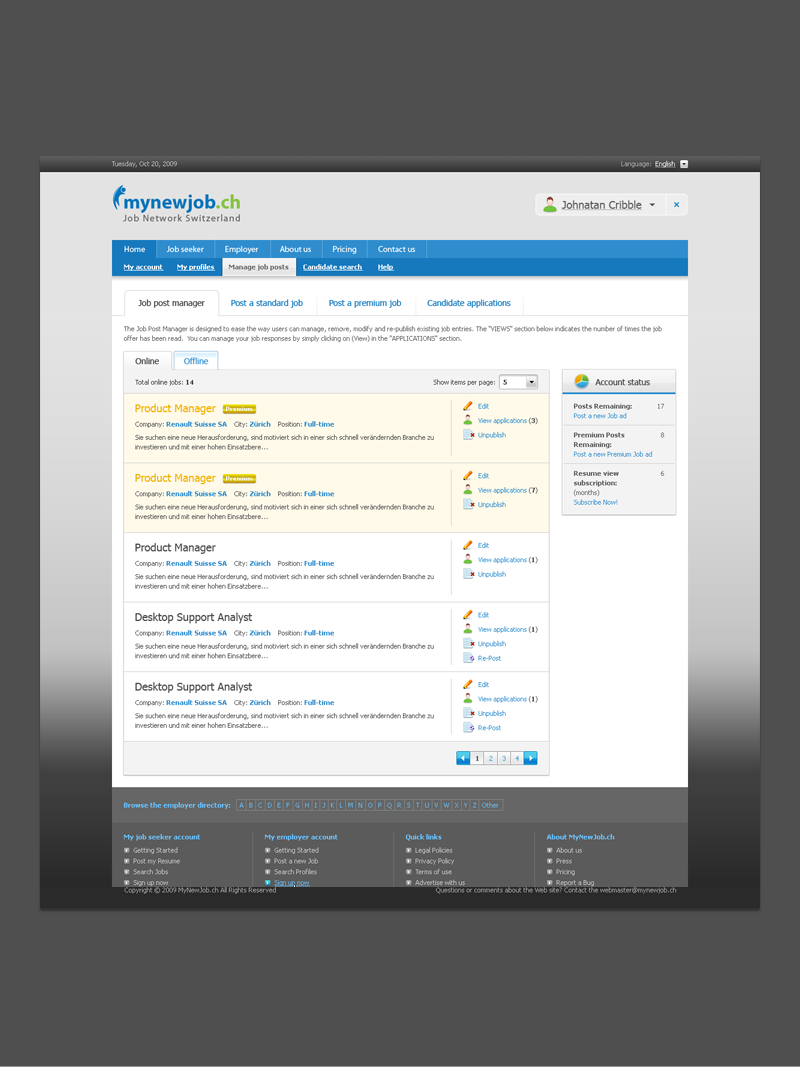 Tuesday, Oct 20, 2009
Language: English
mynewjob.ch
Job Network Switzerland
Johnatan Cribble
Home Job seeker Employer About us Pricing Contact us
My account My profiles Manage job posts Candidate search Help
Job post manager Post a standard job Post a premium job Candidate applications
The Job Post Manager is designed to ease the way users can manage, remove, modify and re-publish existing job entries. The "VIEWS" section below indicates the number of times the job
offer has been read. You can manage your job responses by simply clicking on (View) in the "APPLICATIONS" section.
Online Offline
Total online jobs: 14
Show items per page: 5
Product Manager Premium
Company: Renault Suisse SA City: Zürich Position: Full-time
Sie suchen eine neue Herausforderung, sind motiviert sich in einer sich schnell verändernden Branche zu
investieren und mit einer hohen Einsatzbere...
Edit
View applications (3)
Unpublish
Product Manager Premium
Company: Renault Suisse SA City: Zürich Position: Full-time
Sie suchen eine neue Herausforderung, sind motiviert sich in einer sich schnell verändernden Branche zu
investieren und mit einer hohen Einsatzbere...
Edit
View applications (7)
Unpublish
Product Manager
Company: Renault Suisse SA City: Zürich Position: Full-time
Sie suchen eine neue Herausforderung, sind motiviert sich in einer sich schnell verändernden Branche zu
investieren und mit einer hohen Einsatzbere...
Edit
View applications (1)
Unpublish
Desktop Support Analyst
Company: Renault Suisse SA City: Zürich Position: Full-time
Sie suchen eine neue Herausforderung, sind motiviert sich in einer sich schnell verändernden Branche zu
investieren und mit einer hohen Einsatzbere...
Edit
View applications (1)
Unpublish
Re-Post
Desktop Support Analyst
Company: Renault Suisse SA City: Zürich Position: Full-time
Sie suchen eine neue Herausforderung, sind motiviert sich in einer sich schnell verändernden Branche zu
investieren und mit einer hohen Einsatzbere...
Edit
View applications (1)
Unpublish
Re-Post
1 2 3 4
Account status
Posts Remaining: 17
Post a new Job ad
Premium Posts 8
Remaining:
Post a new Premium Job ad
Resume view 6
subscription:
(months)
Subscribe Now!
Browse the employer directory: A B C D E F G H I J K L M N O P Q R S T U V W X Y Z Other
My job seeker account
Getting Started
Post my Resume
Search Jobs
Sign up now
My employer account
Getting Started
Post a new Job
Search Profiles
Sign up now
Quick links
Legal Policies
Privacy Policy
Terms of use
Advertise with us
About MyNewJob.ch
About us
Press
Pricing
Report a Bug
Copyright © 2009 MyNewJob.ch All Rights Reserved
Questions or comments about the Web site? Contact the webmaster@mynewjob.ch